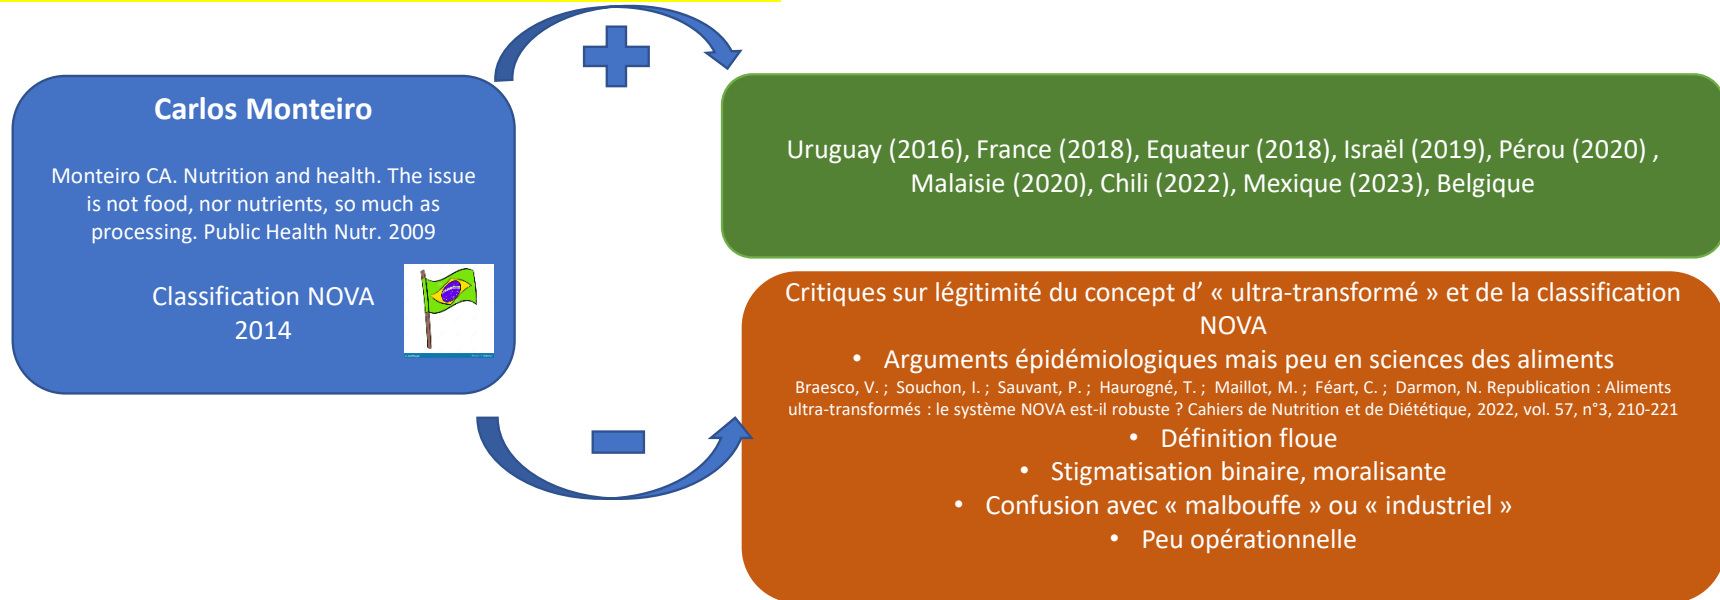 Carlos Monteiro
Monteiro CA. Nutrition and health. The issue
is not food, nor nutrients, so much as
processing. Public Health Nutr. 2009
Classification NOVA
2014
Uruguay (2016), France (2018), Equateur (2018), Israël (2019), Pérou (2020) ,
Malaisie (2020), Chili (2022), Mexique (2023), Belgique
Critiques sur légitimité du concept d’ « ultra-transformé » et de la classification
NOVA
• Arguments épidémiologiques mais peu en sciences des aliments
Braesco, V. ; Souchon, I. ; Sauvant, P. ; Haurogné, T. ; Maillot, M. ; Féart, C. ; Darmon, N. Republication : Aliments
ultra-transformés : le système NOVA est-il robuste ? Cahiers de Nutrition et de Diététique, 2022, vol. 57, n°3, 210-221
• Définition floue
• Stigmatisation binaire, moralisante
• Confusion avec « malbouffe » ou « industriel »
• Peu opérationnelle